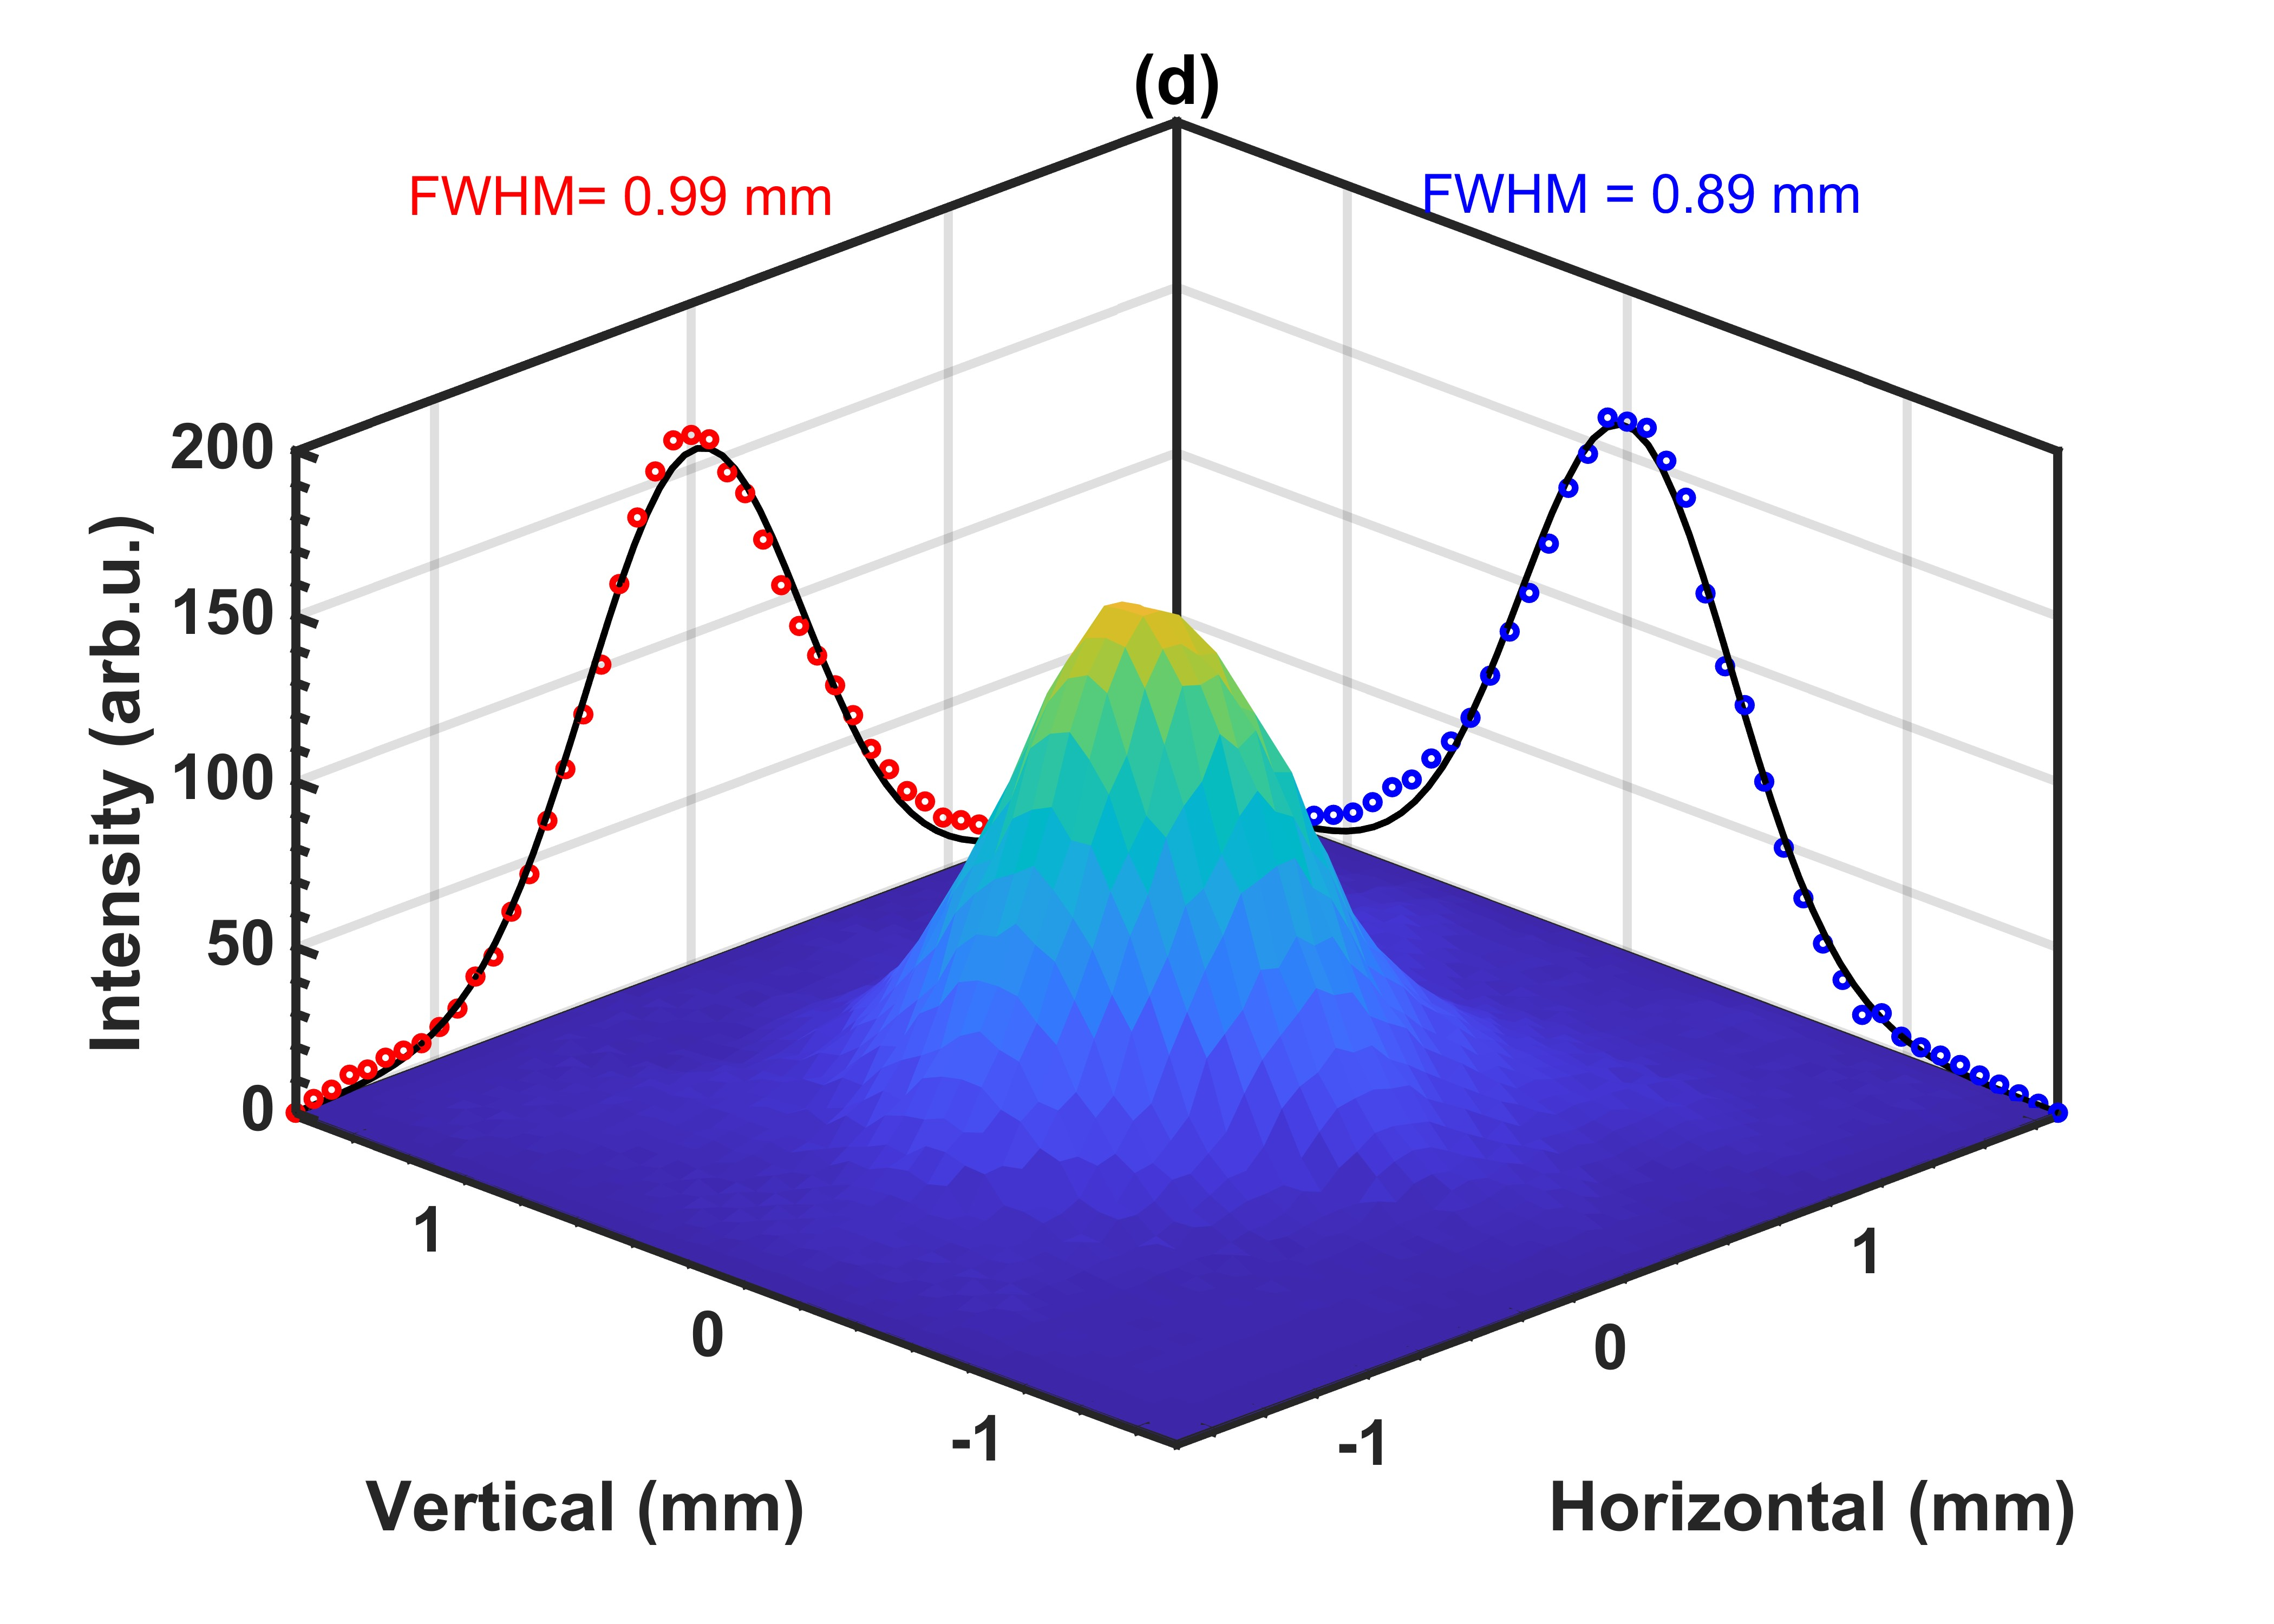 (d)
FWHM= 0.99 mm
FWHM = 0.89 mm
200
150
100
50
0
Intensity (arb.u.)
1
0
-1
Vertical (mm)
-1
0
1
Horizontal (mm)